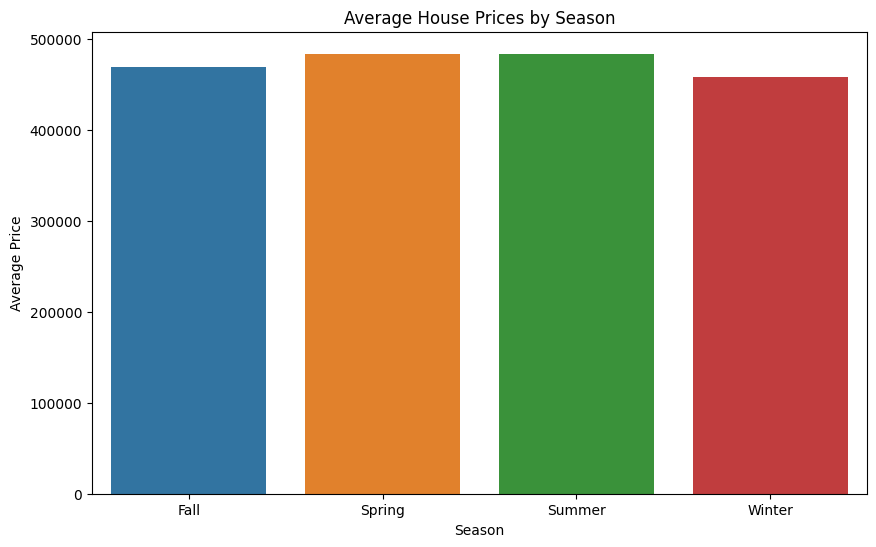 Average House Prices by Season
Average Price
500000
400000
300000
200000
100000
0
Fall Spring Summer Winter
Season